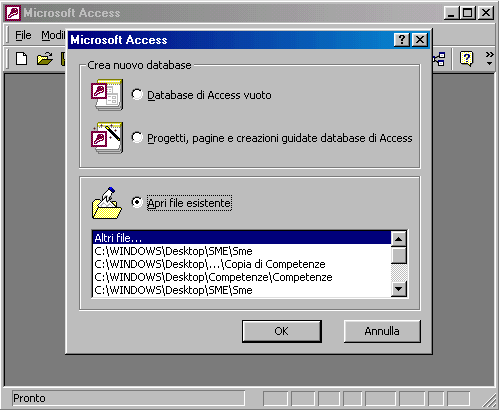 Microsoft Access
File Modi
Microsoft Access
Crea nuovo database
Database di Access vuoto
Progetti, pagine e creazioni guidate database di Access
Apri file esistente
Altri file...
C:\WINDOWS\Desktop\SME\Sme
C:\WINDOWS\Desktop\...\Copia di Competenze
C:\WINDOWS\Desktop\Competenze\Competenze
C:\WINDOWS\Desktop\SME\Sme
OK Annulla
Pronto